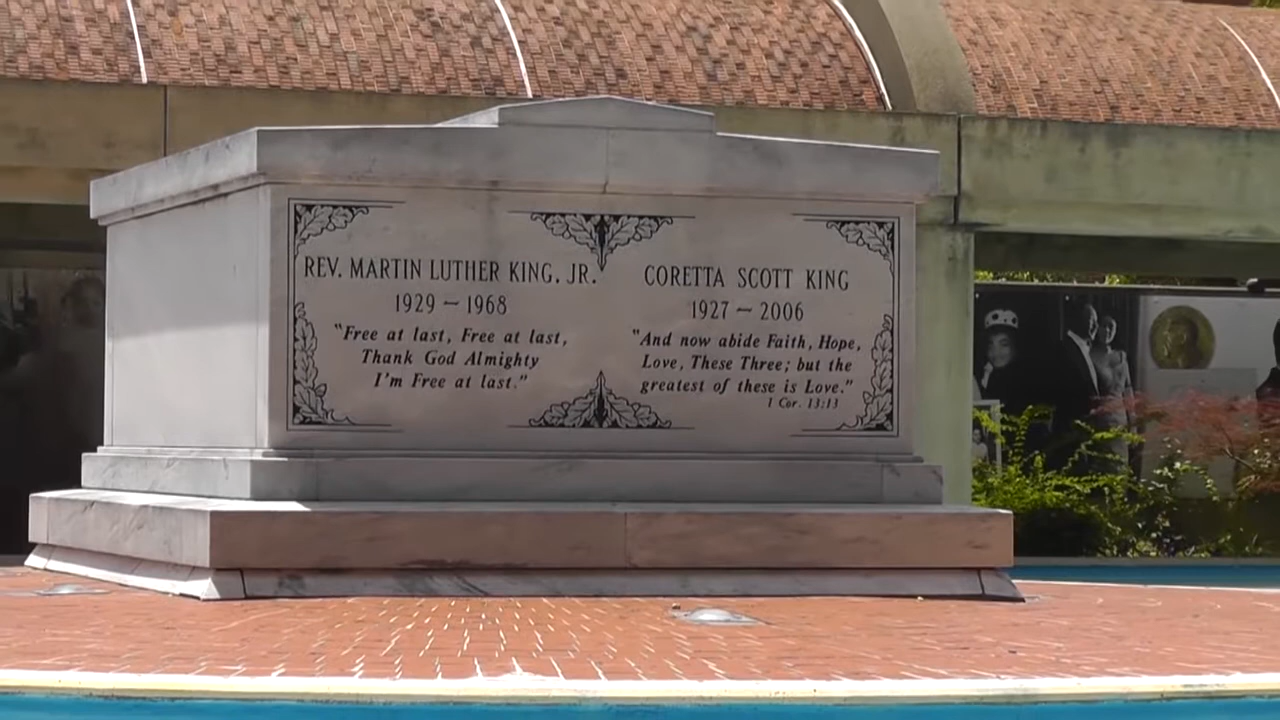 REV. MARTIN LUTHER KING, JR.
1929 – 1968
"Free at last, Free at last,
Thank God Almighty
I'm Free at last."
CORETTA SCOTT KING
1927 – 2006
"And now abide Faith, Hope,
Love, These Three; but the
greatest of these is Love."
1 Cor. 13:13